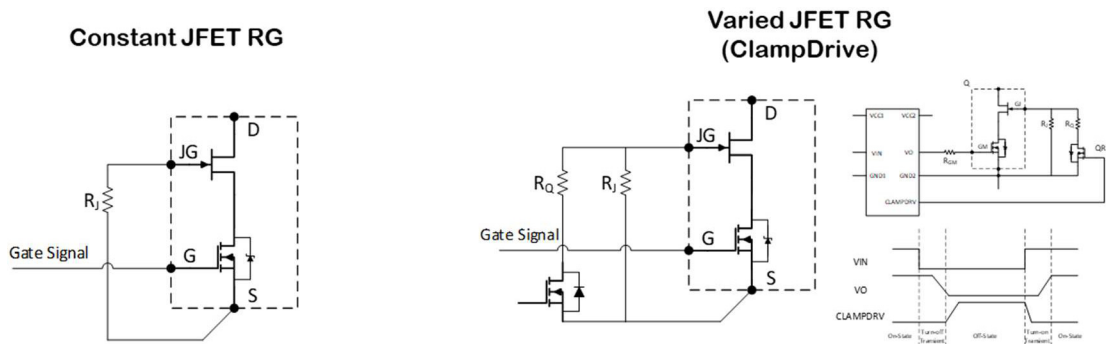 Constant JFET RG
D
JG
RJ
Gate Signal
G
S
Varied JFET RG
(ClampDrive)
D
JG
RQ
RJ
Gate Signal
G
S
Q
GJ
VCC1
VCC2
RJ
RQ
GM
QR
VIN
VO
RGM
GND1
GND2
CLAMPDRV
VIN
VO
CLAMPDRV
On-State
Turn-off
Transient
Off-State
Turn-on
Transient
On-State